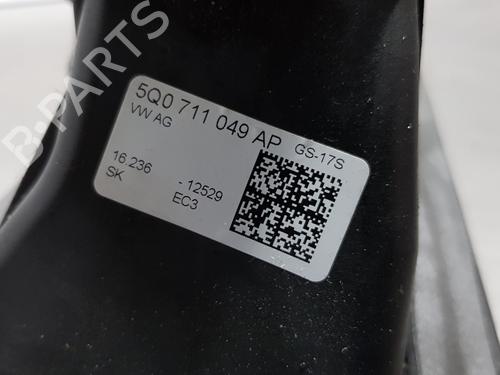 B-PARTS
5Q0 711 049 AP GS-17S
VW AG
16.236 - 12529
SK EC3